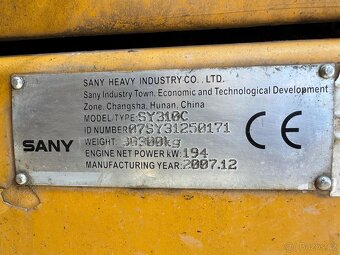 SANY HEAVY INDUSTRY CO., LTD.
Sany Industry Town, Economic and Technological Development
Zone, Changsha, Hunan, China
MODEL TYPE: SY310C
ID NUMBER: 07SY31250171
WEIGHT: 30300kg
ENGINE NET POWER kW: 194
MANUFACTURING YEAR: 2007.12
SANY
CE